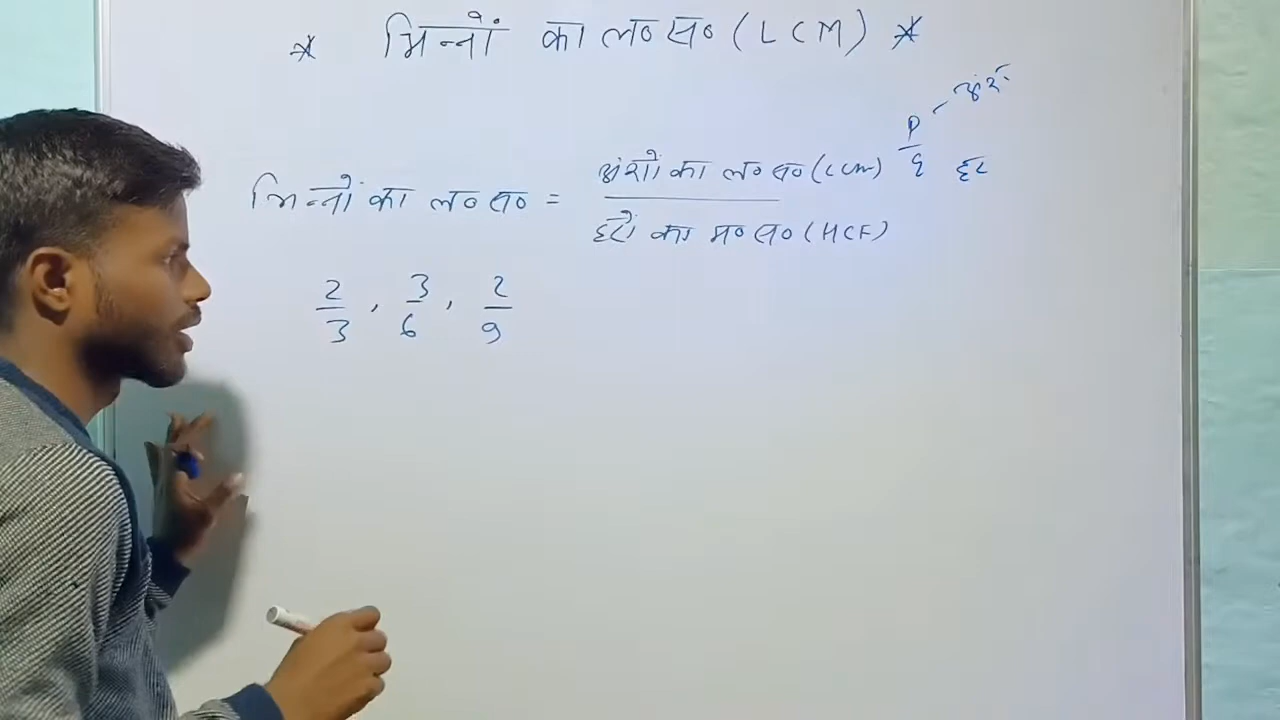 * भिन्नों का ल० स० (LCM) *
अंश
P
भिन्नों का ल० स० = अंशों का ल० स० (LCM)
q हर
हरों का म० स० (HCF)
2/3 , 3/6 , 2/9